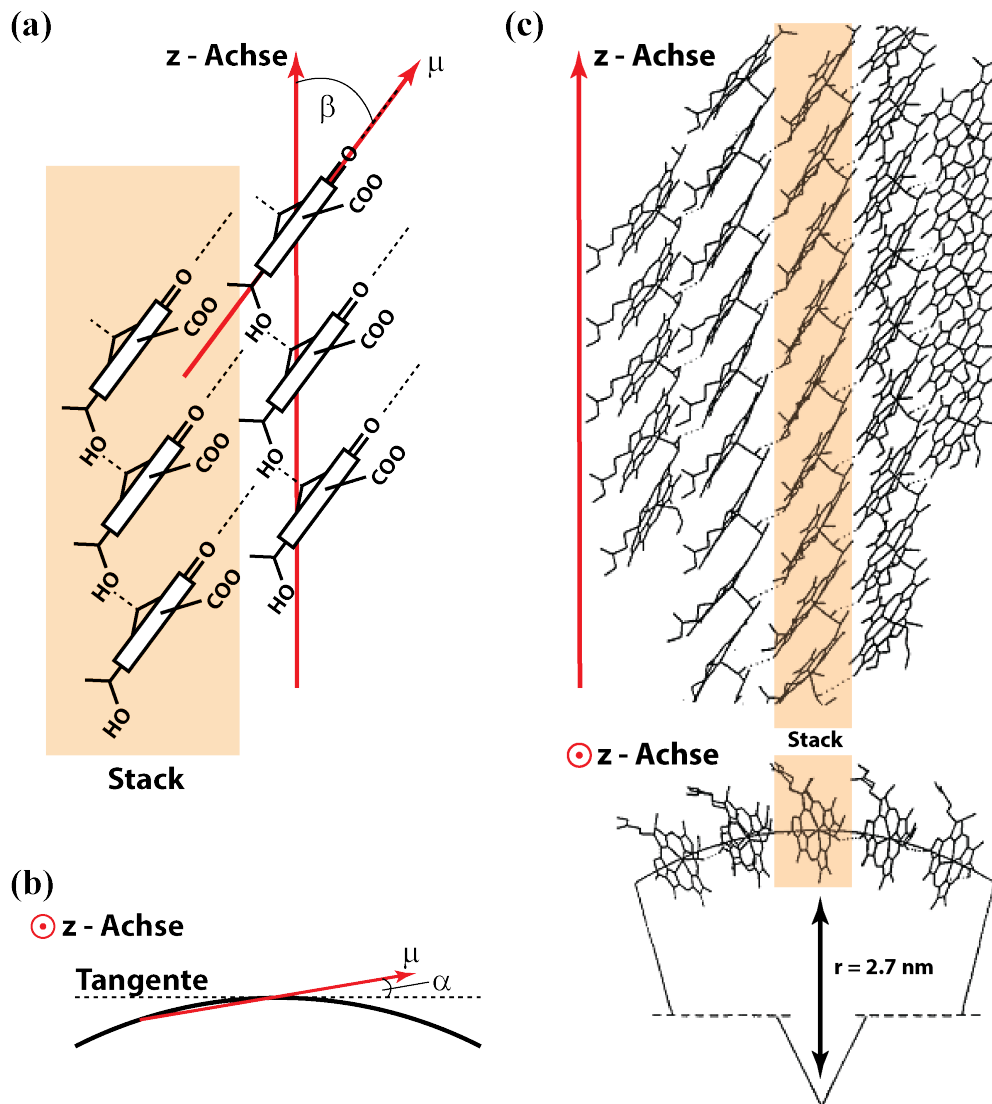 (a)
z - Achse
μ
β
O
COO
HO
O
COO
HO
O
COO
HO
O
COO
HO
O
COO
HO
O
COO
HO
Stack
(b)
z - Achse
Tangente
μ
α
(c)
z - Achse
Stack
z - Achse
r = 2.7 nm